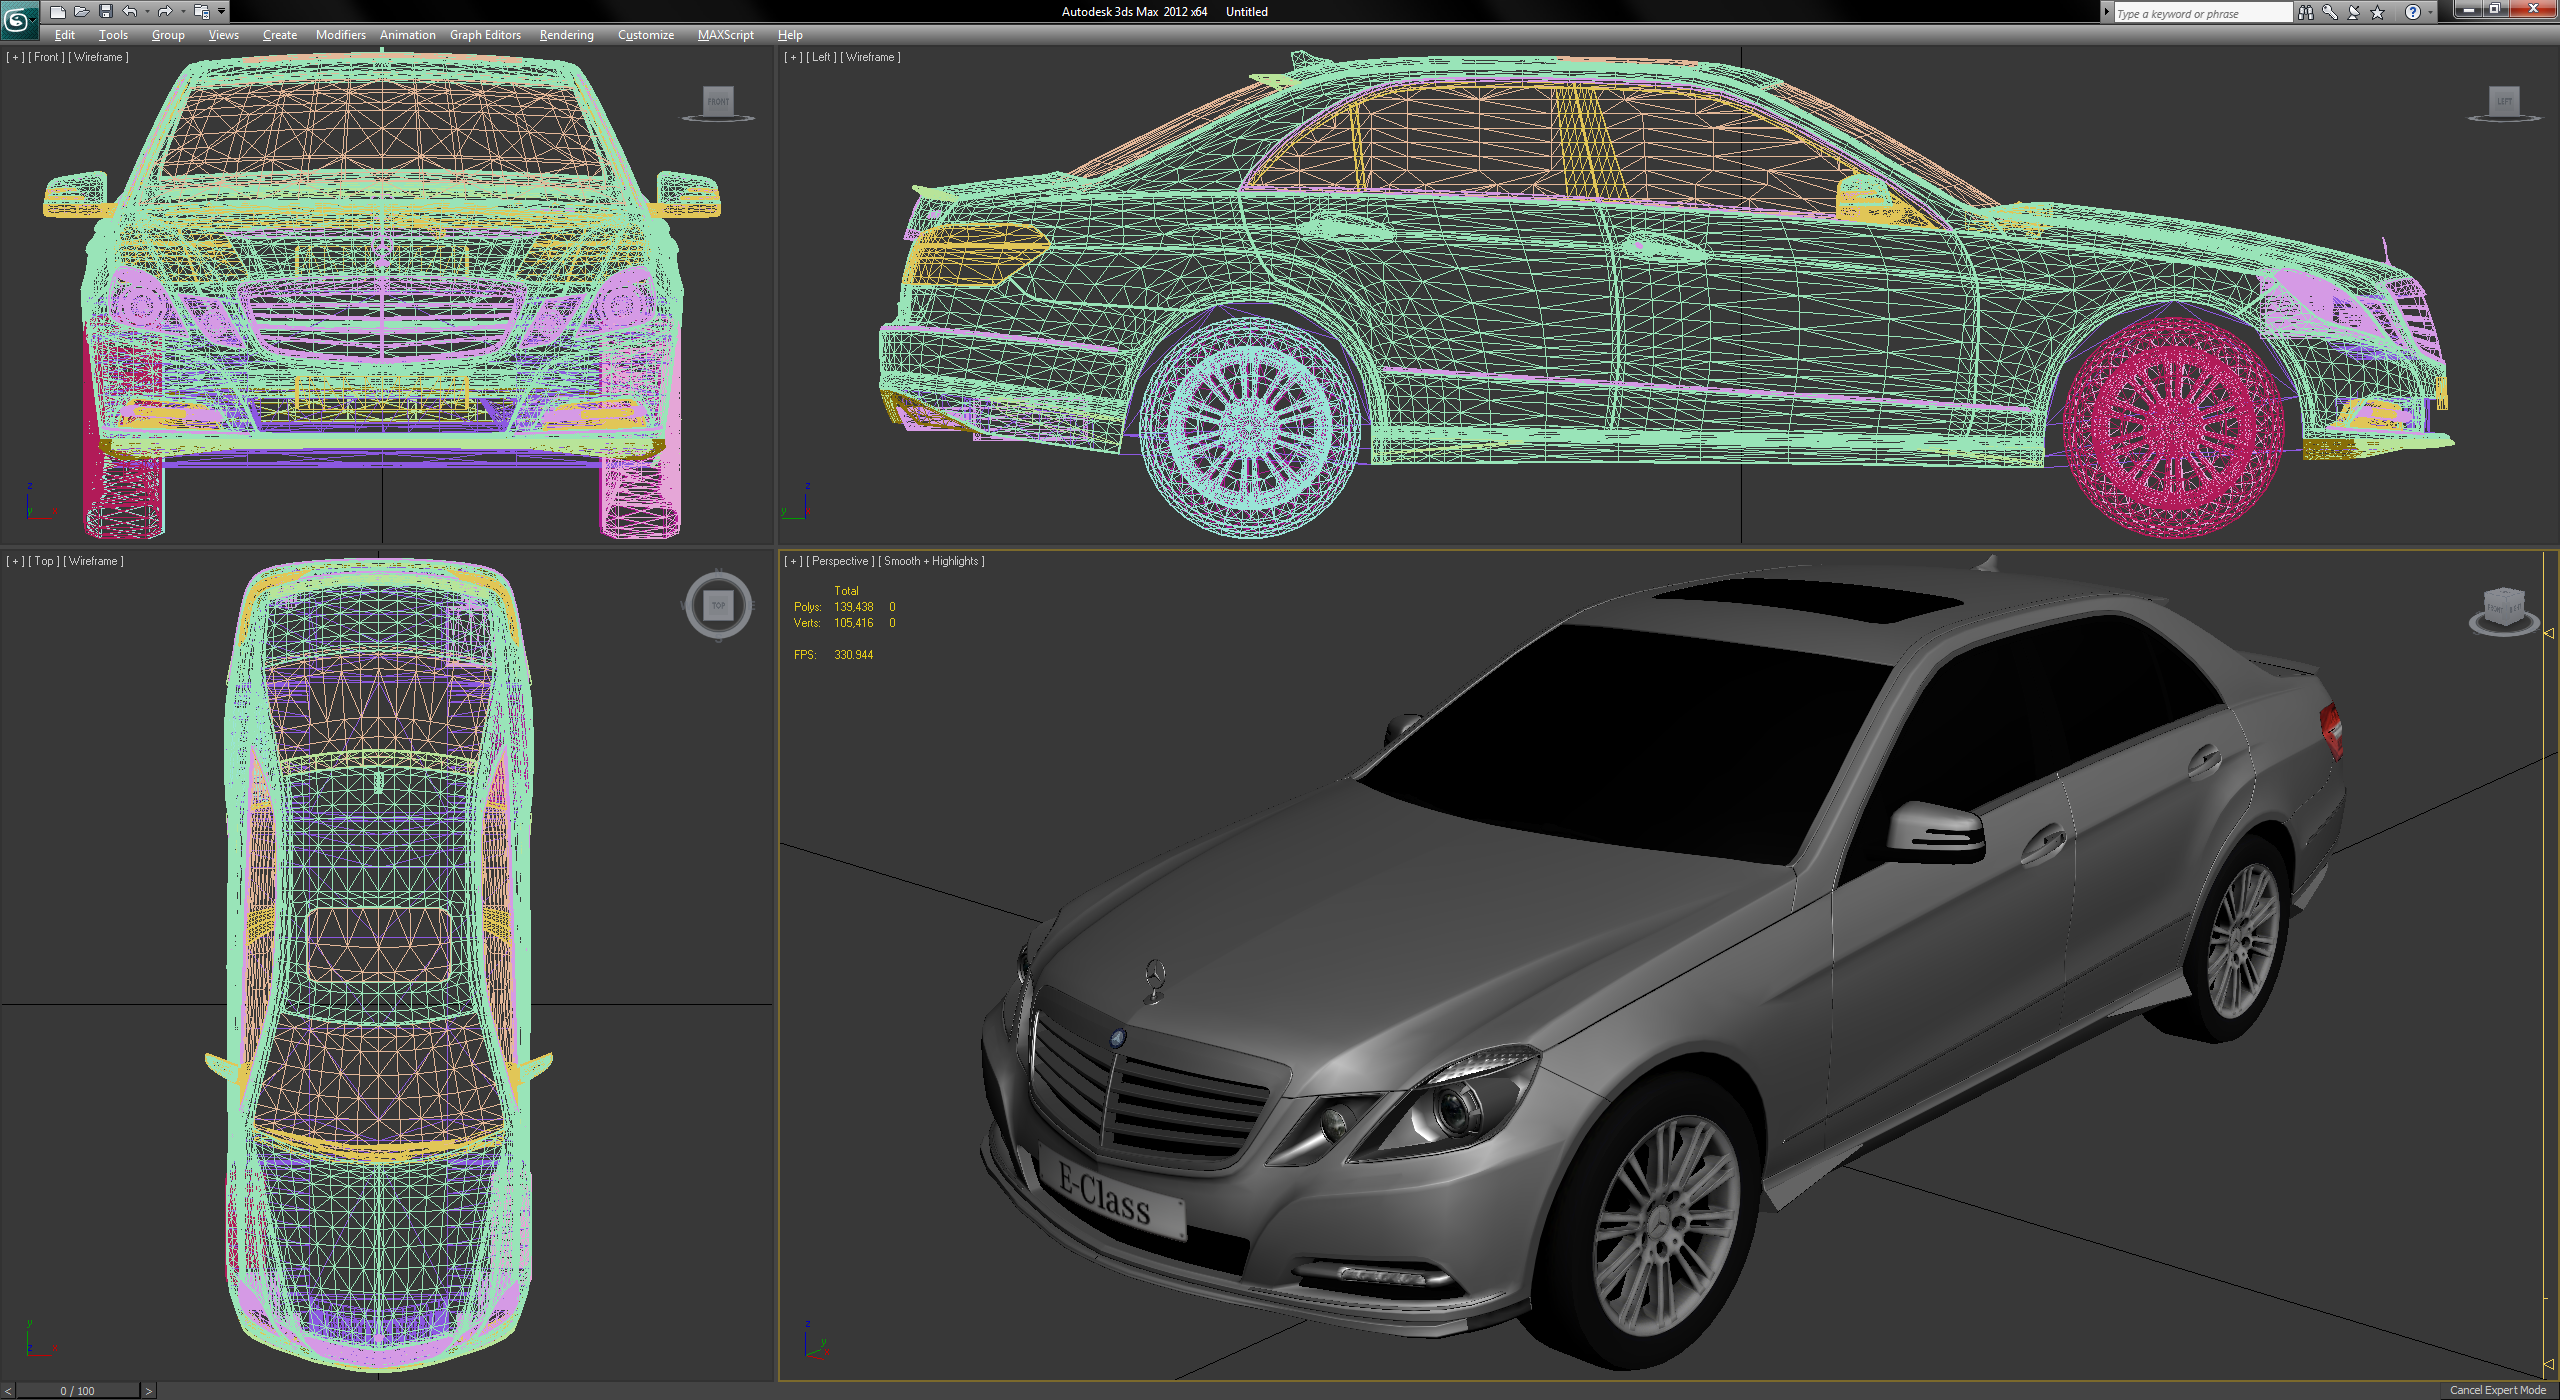 Autodesk 3ds Max 2012 x64 Untitled
Type a keyword or phrase
Edit Tools Group Views Create Modifiers Animation Graph Editors Rendering Customize MAXScript Help
[ + ] [ Front ] [ Wireframe ]
FRONT
z
y x
[ + ] [ Left ] [ Wireframe ]
LEFT
z
y
[ + ] [ Top ] [ Wireframe ]
TOP
y
z x
[ + ] [ Perspective ] [ Smooth + Highlights ]
Total
Polys: 139,438 0
Verts: 105,416 0
FPS: 330.944
FRONT
E-Class
z
y
x
< 0 / 100 >
Cancel Expert Mode